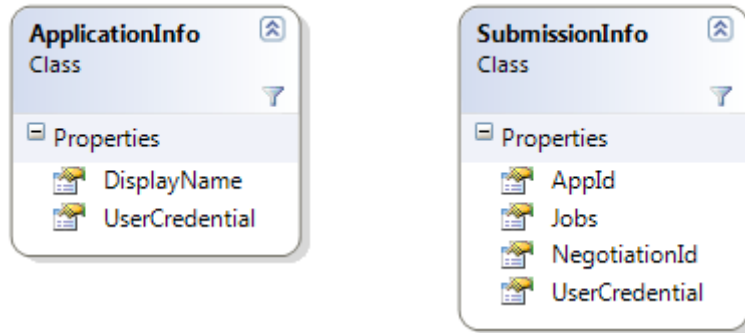 ApplicationInfo
Class
Properties
DisplayName
UserCredential
SubmissionInfo
Class
Properties
AppId
Jobs
NegotiationId
UserCredential